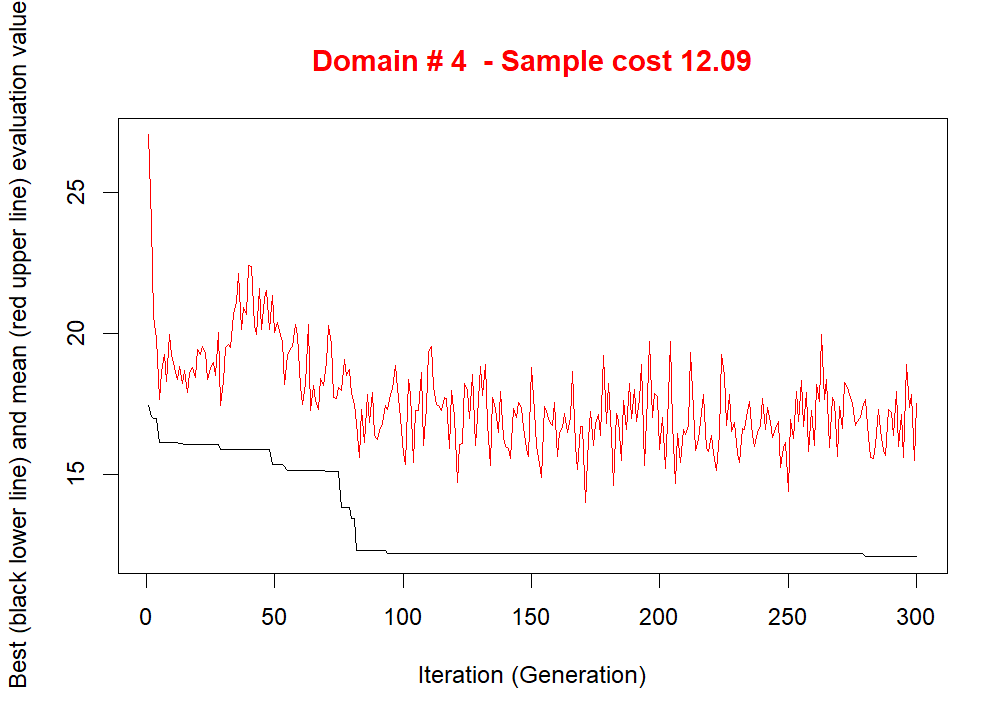 Domain # 4  - Sample cost 12.09
Best (black lower line) and mean (red upper line) evaluation value
25
20
15
0 50 100 150 200 250 300
Iteration (Generation)